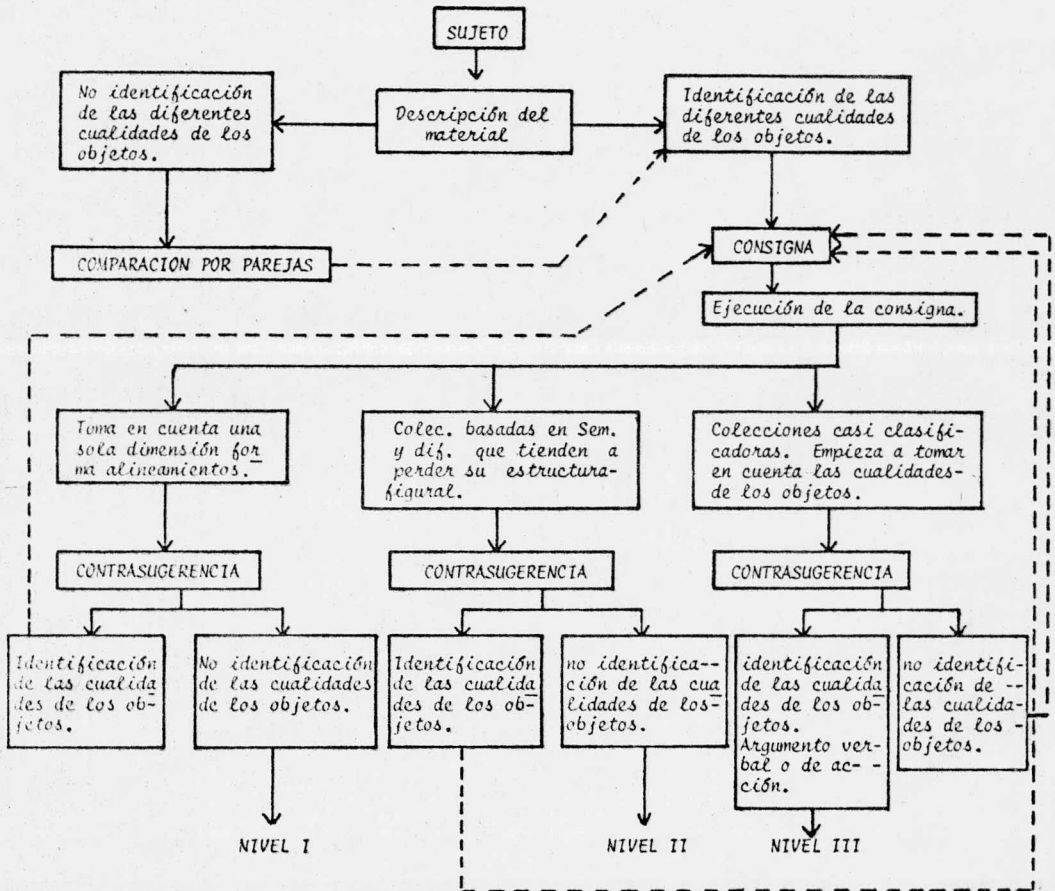 SUJETO
No identificación
de las diferentes
cualidades de los
objetos.
Descripción del
material
Identificación de las
diferentes cualidades
de los objetos.
COMPARACION POR PAREJAS
CONSIGNA
Ejecución de la consigna.
Toma en cuenta una
sola dimensión for
ma alineamientos.
Colec. basadas en Sem.
y dif. que tienden a
perder su estructura-
figural.
Colecciones casi clasifi-
cadoras. Empieza a tomar
en cuenta las cualidades-
de los objetos.
CONTRASUGERENCIA
CONTRASUGERENCIA
CONTRASUGERENCIA
Identificación
de las cualida
des de los ob-
jetos.
No identificación
de las cualidades
de los objetos.
Identificación
de las cualida
des de los ob-
jetos.
no identifica--
ción de las cua
lidades de los-
objetos.
identificación
de las cualida
des de los ob-
jetos.
Argumento ver-
bal o de ac- -
ción.
no identifi-
cación de --
las cualida-
des de los -
objetos.
NIVEL I
NIVEL II
NIVEL III